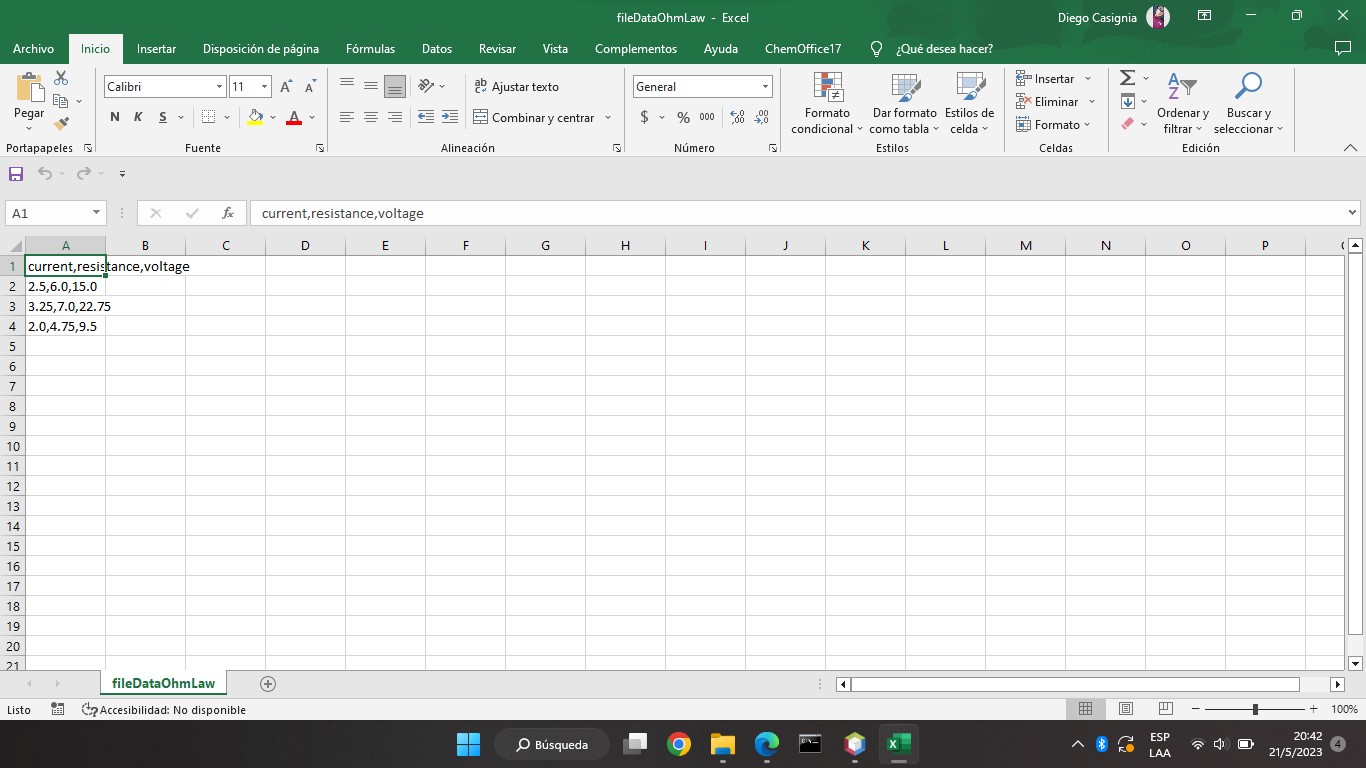 fileDataOhmLaw - Excel
Diego Casignia
Archivo Inicio Insertar Disposición de página Fórmulas Datos Revisar Vista Complementos Ayuda ChemOffice17 ¿Qué desea hacer?
Pegar
Portapapeles
Calibri 11 A A
N K S A
Fuente
ab Ajustar texto
Combinar y centrar
Alineación
General
$ % 000
Número
Formato condicional
Dar formato como tabla
Estilos de celda
Estilos
Insertar
Eliminar
Formato
Celdas
Σ
Ordenar y filtrar
Buscar y seleccionar
Edición
A1 fx current,resistance,voltage
A B C D E F G H I J K L M N O P
1 current,resistance,voltage
2 2.5,6.0,15.0
3 3.25,7.0,22.75
4 2.0,4.75,9.5
5
6
7
8
9
10
11
12
13
14
15
16
17
18
19
20
21
fileDataOhmLaw
Listo Accesibilidad: No disponible 100%
Búsqueda
ESP
LAA
20:42
21/5/2023
4